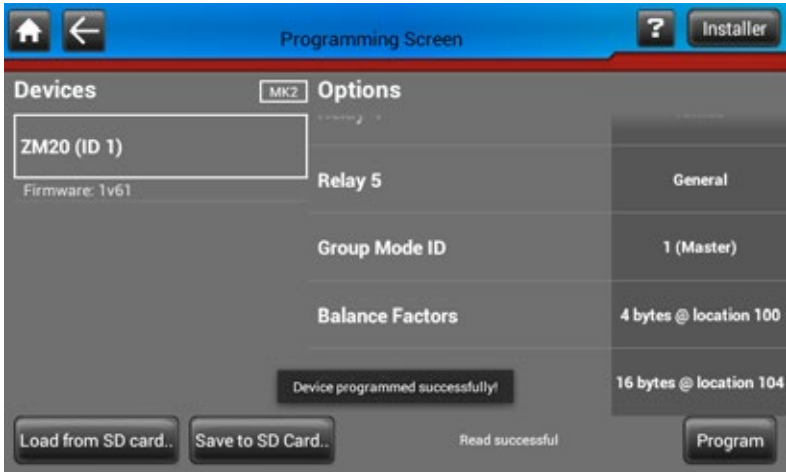 Programming Screen
?
Installer
Devices
MK2
Options
ZM20 (ID 1)
Firmware: 1v61
Relay 5
General
Group Mode ID
1 (Master)
Balance Factors
4 bytes @ location 100
Device programmed successfully!
16 bytes @ location 104
Load from SD card..
Save to SD Card..
Read successful
Program